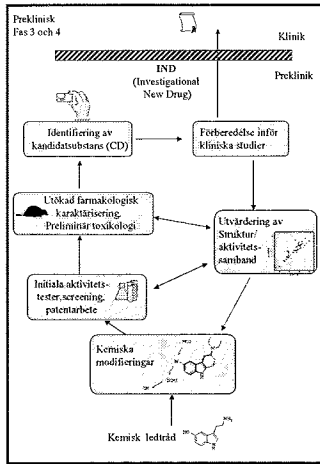 Preklinisk
Fas 3 och 4
Klinik
IND
(Investigational
New Drug)
Preklinik
Identifiering av
kandidatsubstans (CD)
Förberedelse inför
kliniska studier
Utökad farmakologisk
karaktärisering,
Preliminär toxikologi
Utvärdering av
Struktur/
aktivitets-
samband
Initiala aktivitets-
tester, screening,
patentarbete
Kemiska
modifieringar
Kemisk ledtråd